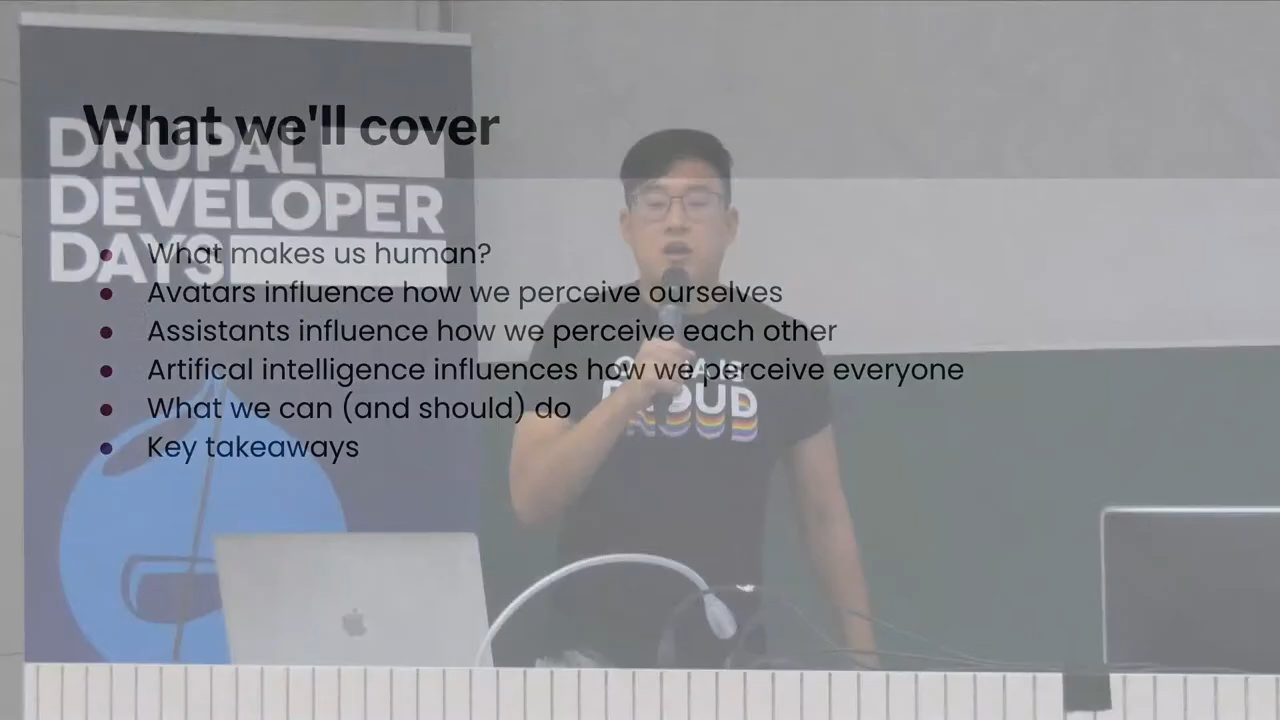 What we'll cover
DRUPAL
DEVELOPER
DAYS
What makes us human?
Avatars influence how we perceive ourselves
Assistants influence how we perceive each other
Artifical intelligence influences how we perceive everyone
What we can (and should) do
Key takeaways
PROUD